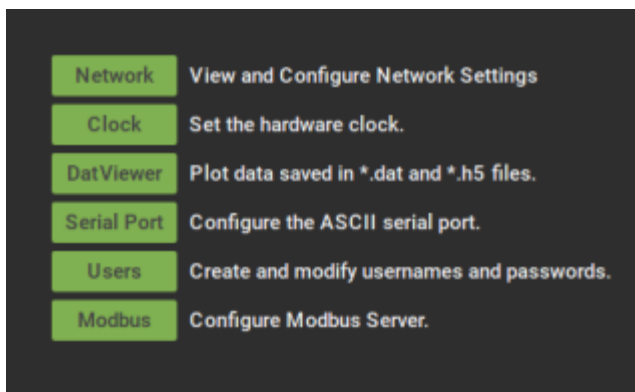 Network View and Configure Network Settings
Clock Set the hardware clock.
DatViewer Plot data saved in *.dat and *.h5 files.
Serial Port Configure the ASCII serial port.
Users Create and modify usernames and passwords.
Modbus Configure Modbus Server.